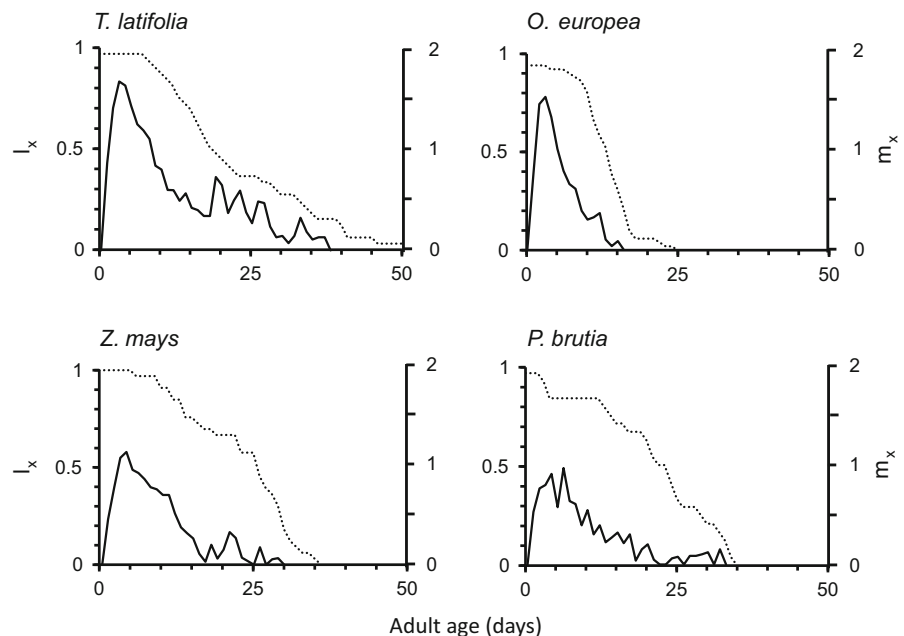 T. latifolia
O. europea
1 2 1 2
l_x 0.5 1 0.5 1 m_x
0 0 0 0
0 25 50 0 25 50
Z. mays
P. brutia
1 2 1 2
l_x 0.5 1 0.5 1 m_x
0 0 0 0
0 25 50 0 25 50
Adult age (days)